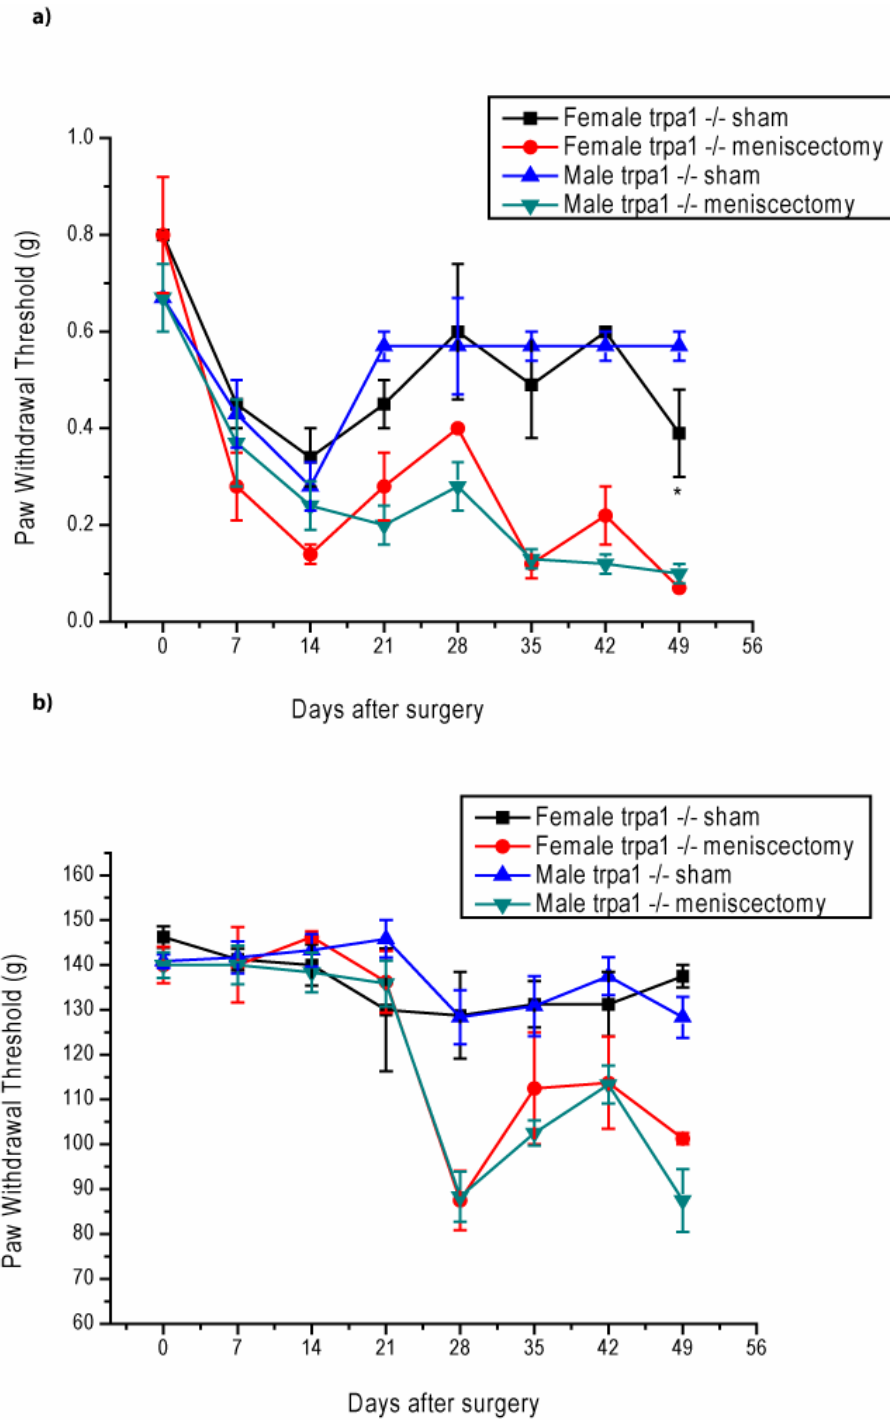 a)
Female trpa1 -/- sham
Female trpa1 -/- meniscectomy
Male trpa1 -/- sham
Male trpa1 -/- meniscectomy
1.0
0.8
0.6
0.4
0.2
0.0
Paw Withdrawal Threshold (g)
*
0 7 14 21 28 35 42 49 56
Days after surgery
b)
Female trpa1 -/- sham
Female trpa1 -/- meniscectomy
Male trpa1 -/- sham
Male trpa1 -/- meniscectomy
160
150
140
130
120
110
100
90
80
70
60
Paw Withdrawal Threshold (g)
0 7 14 21 28 35 42 49 56
Days after surgery